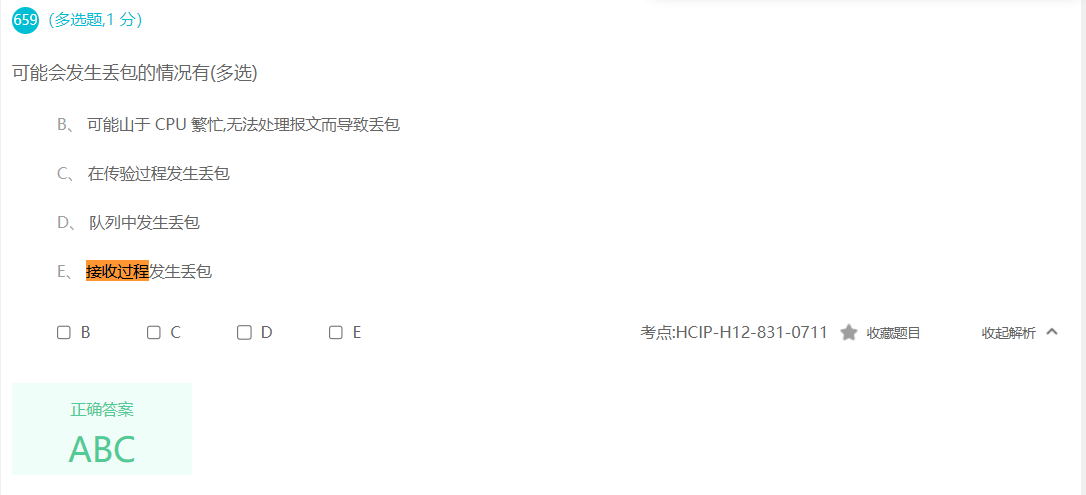 659 (多选题,1 分)
可能会发生丢包的情况有(多选)
B、 可能山于 CPU 繁忙,无法处理报文而导致丢包
C、 在传验过程发生丢包
D、 队列中发生丢包
E、 接收过程发生丢包
B C D E 考点:HCIP-H12-831-0711 收藏题目 收起解析
正确答案
ABC